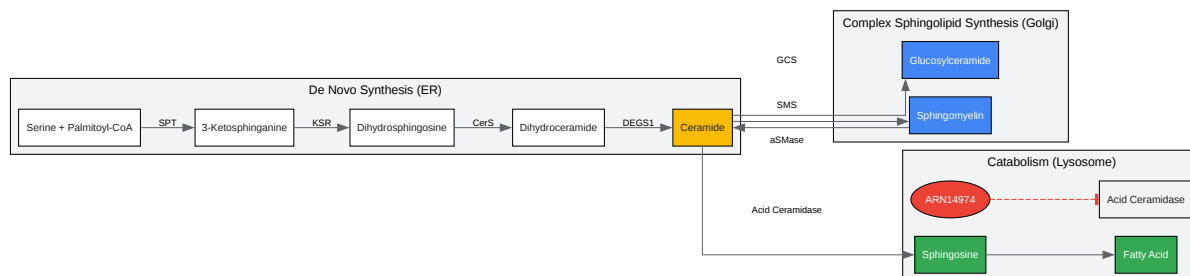 Complex Sphingolipid Synthesis (Golgi)
GCS
Glucosylceramide
De Novo Synthesis (ER)
SMS
Sphingomyelin
Serine + Palmitoyl-CoA
SPT
3-Ketosphinganine
KSR
Dihydrosphingosine
CerS
Dihydroceramide
DEGS1
Ceramide
aSMase
Catabolism (Lysosome)
ARN14974
Acid Ceramidase
Acid Ceramidase
Sphingosine
Fatty Acid